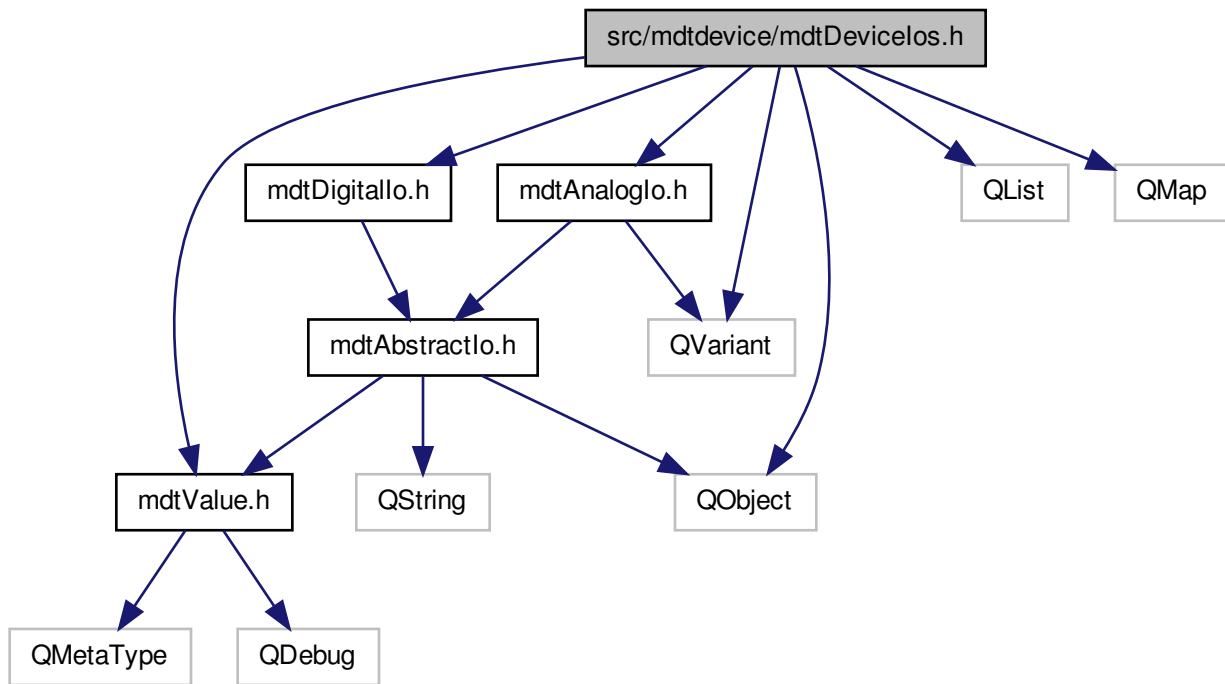 src/mdtdevice/mdtDeviceIos.h
mdtDigitalIo.h
mdtAnalogIo.h
QList
QMap
mdtAbstractIo.h
QVariant
mdtValue.h
QString
QObject
QMetaType
QDebug